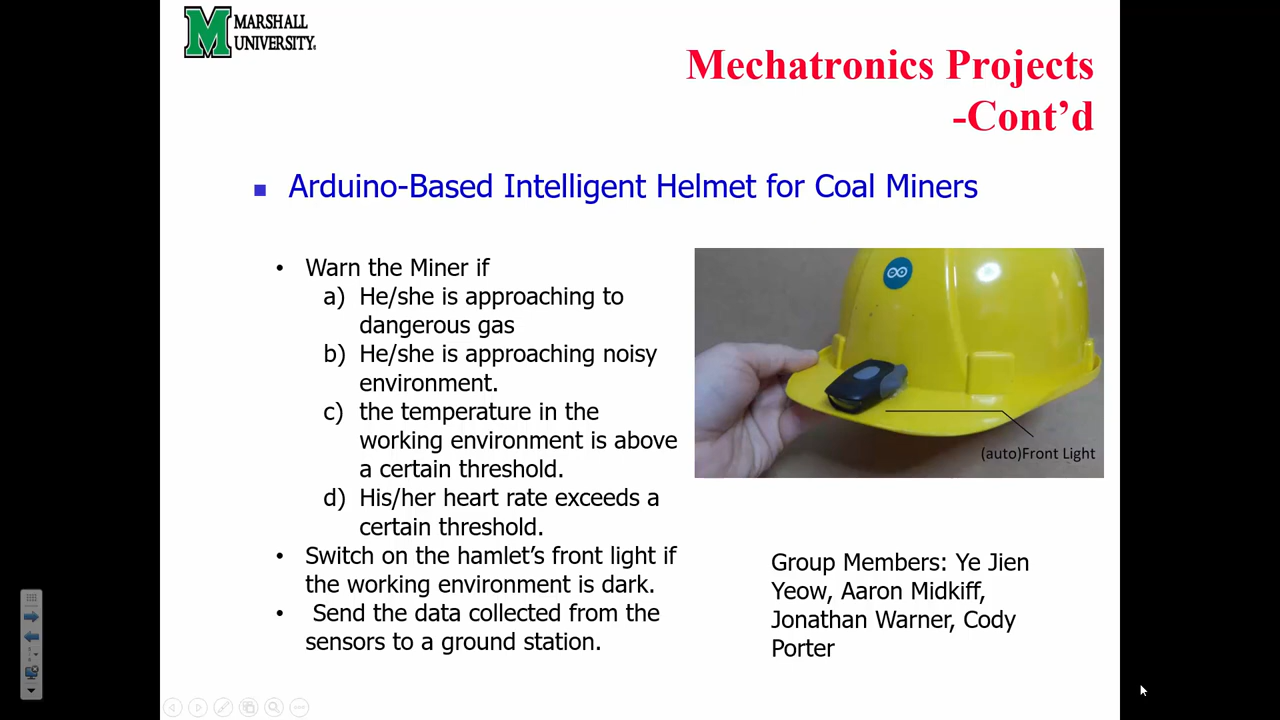 MARSHALL
UNIVERSITY®
Mechatronics Projects
-Cont’d
Arduino-Based Intelligent Helmet for Coal Miners
• Warn the Miner if
a) He/she is approaching to
dangerous gas
b) He/she is approaching noisy
environment.
c) the temperature in the
working environment is above
a certain threshold.
d) His/her heart rate exceeds a
certain threshold.
• Switch on the hamlet’s front light if
the working environment is dark.
• Send the data collected from the
sensors to a ground station.
(auto)Front Light
Group Members: Ye Jien
Yeow, Aaron Midkiff,
Jonathan Warner, Cody
Porter